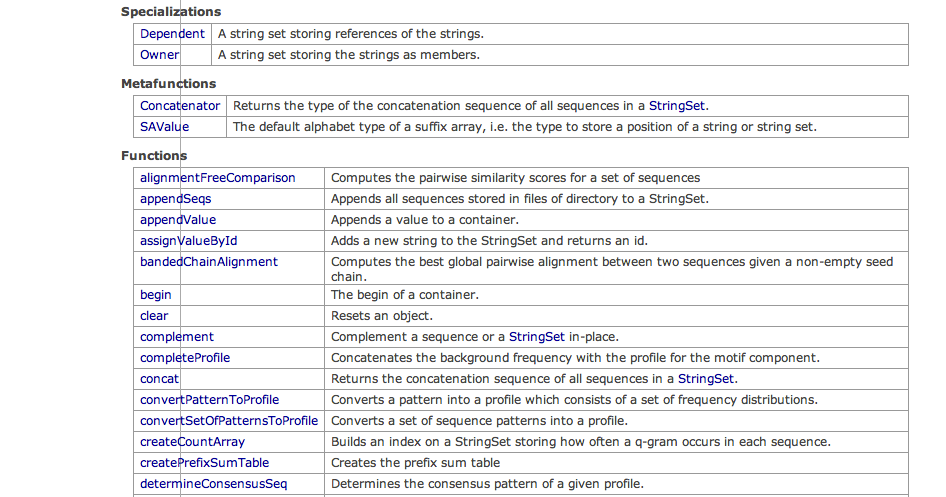 Specializations
Dependent A string set storing references of the strings.
Owner A string set storing the strings as members.
Metafunctions
Concatenator Returns the type of the concatenation sequence of all sequences in a StringSet.
SAValue The default alphabet type of a suffix array, i.e. the type to store a position of a string or string set.
Functions
alignmentFreeComparison Computes the pairwise similarity scores for a set of sequences
appendSeqs Appends all sequences stored in files of directory to a StringSet.
appendValue Appends a value to a container.
assignValueById Adds a new string to the StringSet and returns an id.
bandedChainAlignment Computes the best global pairwise alignment between two sequences given a non-empty seed
chain.
begin The begin of a container.
clear Resets an object.
complement Complement a sequence or a StringSet in-place.
completeProfile Concatenates the background frequency with the profile for the motif component.
concat Returns the concatenation sequence of all sequences in a StringSet.
convertPatternToProfile Converts a pattern into a profile which consists of a set of frequency distributions.
convertSetOfPatternsToProfile Converts a set of sequence patterns into a profile.
createCountArray Builds an index on a StringSet storing how often a q-gram occurs in each sequence.
createPrefixSumTable Creates the prefix sum table
determineConsensusSeq Determines the consensus pattern of a given profile.